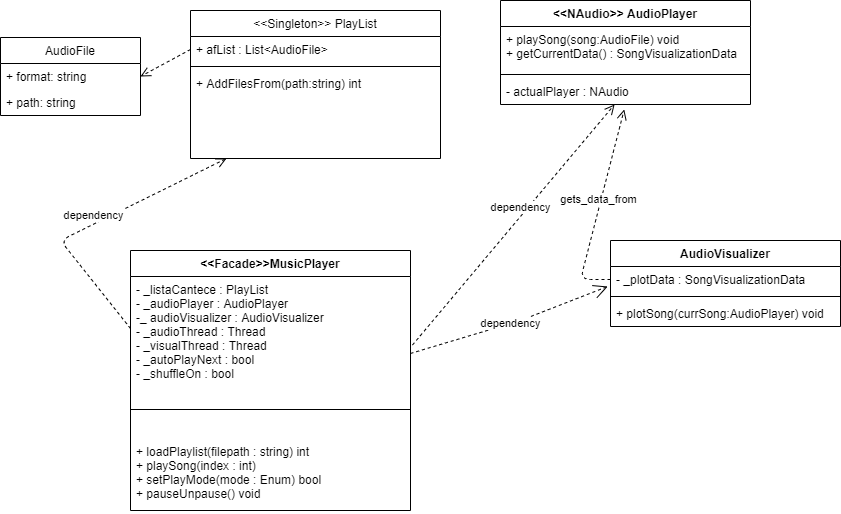 <<Singleton>> PlayList
+ afList : List<AudioFile>
+ AddFilesFrom(path:string) int
AudioFile
+ format: string
+ path: string
<<NAudio>> AudioPlayer
+ playSong(song:AudioFile) void
+ getCurrentData() : SongVisualizationData
- actualPlayer : NAudio
dependency
dependency
gets_data_from
dependency
<<Facade>>MusicPlayer
- _listaCantece : PlayList
- _audioPlayer : AudioPlayer
-_ audioVisualizer : AudioVisualizer
- _audioThread : Thread
- _visualThread : Thread
- _autoPlayNext : bool
- _shuffleOn : bool
+ loadPlaylist(filepath : string) int
+ playSong(index : int)
+ setPlayMode(mode : Enum) bool
+ pauseUnpause() void
AudioVisualizer
- _plotData : SongVisualizationData
+ plotSong(currSong:AudioPlayer) void